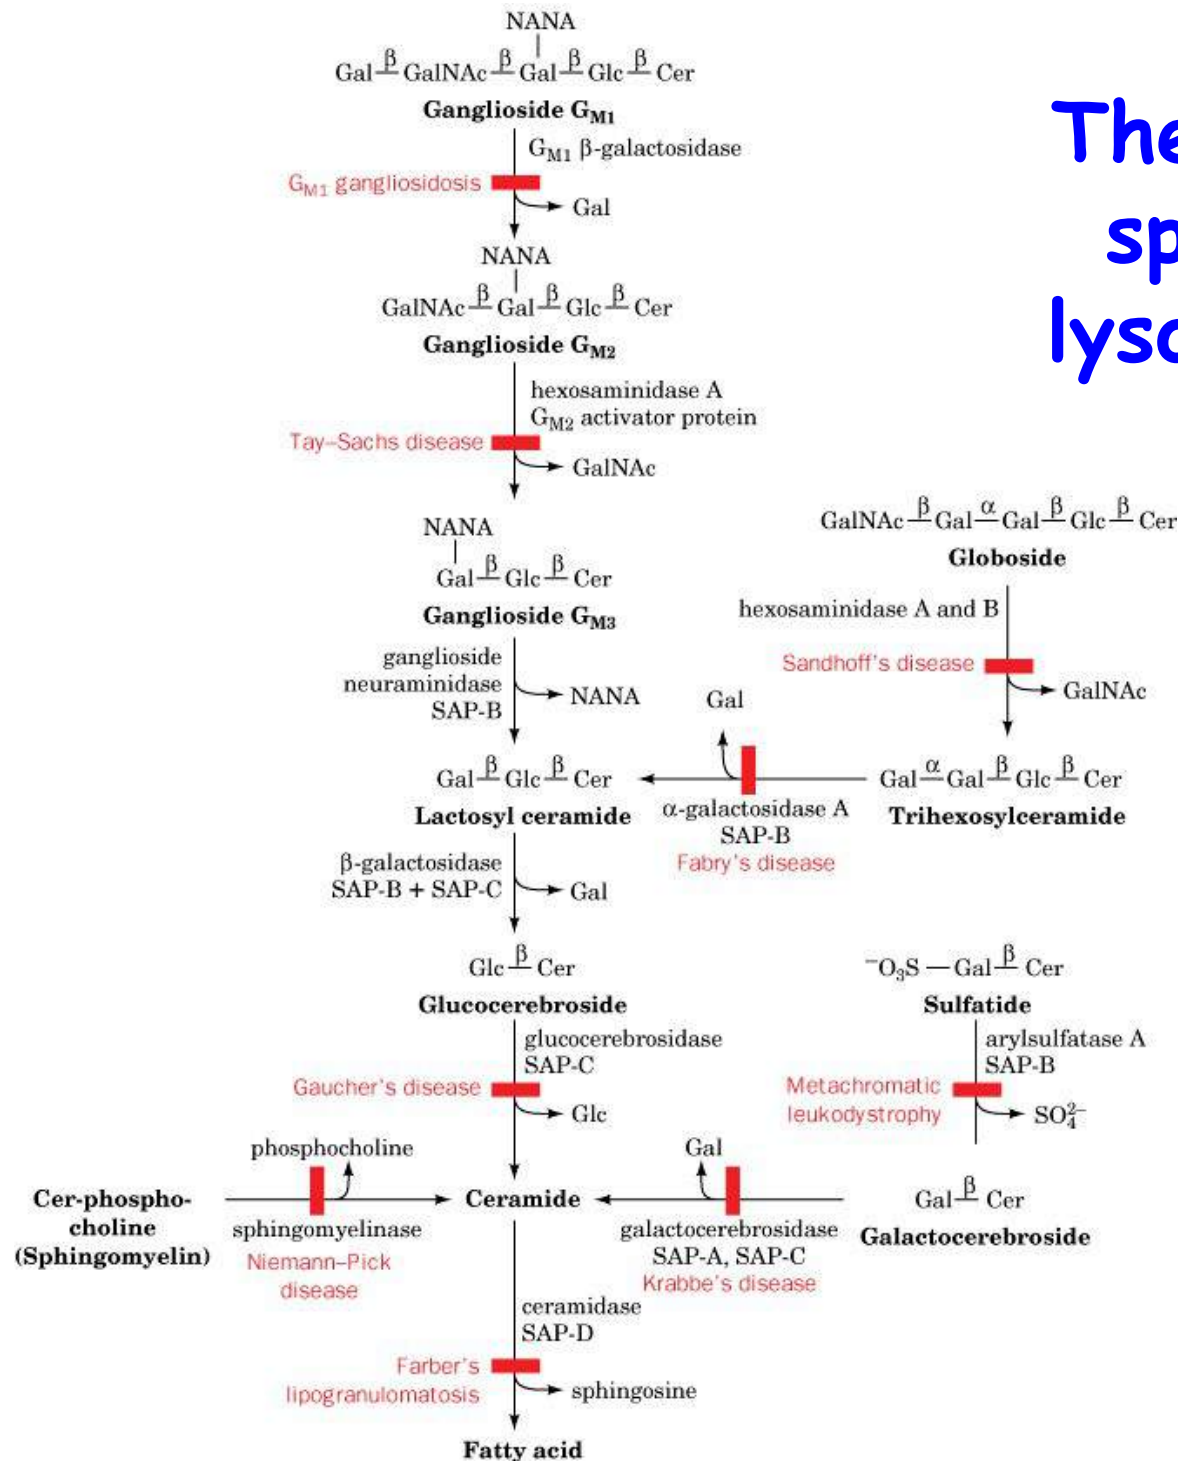 NANA
Gal β GalNAc β Gal β Glc β Cer
Ganglioside GM1
GM1 β-galactosidase
GM1 gangliosidosis
Gal
NANA
GalNAc β Gal β Glc β Cer
Ganglioside GM2
hexosaminidase A
GM2 activator protein
Tay–Sachs disease
GalNAc
NANA
Gal β Glc β Cer
Ganglioside GM3
ganglioside
neuraminidase
SAP-B
NANA
GalNAc β Gal α Gal β Glc β Cer
Globoside
hexosaminidase A and B
Sandhoff's disease
GalNAc
Gal α Gal β Glc β Cer
Trihexosylceramide
Gal
α-galactosidase A
SAP-B
Fabry's disease
Gal β Glc β Cer
Lactosyl ceramide
β-galactosidase
SAP-B + SAP-C
Gal
Glc β Cer
Glucocerebroside
glucocerebrosidase
SAP-C
Gaucher's disease
Glc
⁻O3S — Gal β Cer
Sulfatide
arylsulfatase A
SAP-B
Metachromatic
leukodystrophy
SO4²⁻
Gal β Cer
Galactocerebroside
Gal
galactocerebrosidase
SAP-A, SAP-C
Krabbe's disease
phosphocholine
Cer-phospho-
choline
(Sphingomyelin)
sphingomyelinase
Niemann–Pick
disease
Ceramide
ceramidase
SAP-D
Farber's
lipogranulomatosis
sphingosine
Fatty acid
The
sp
lyso